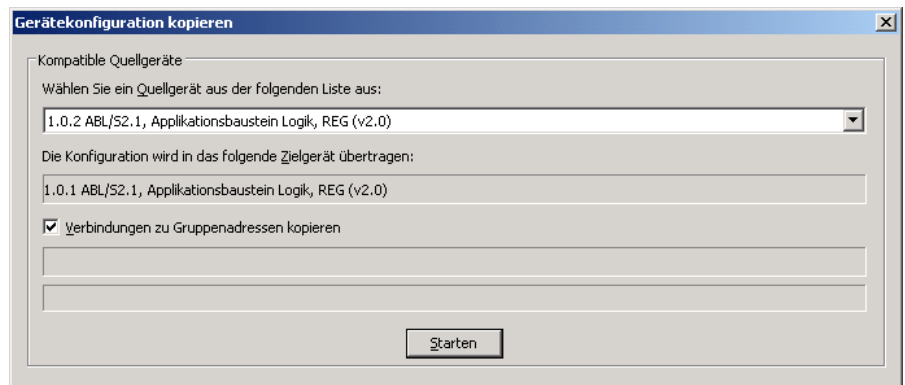 Gerätekonfiguration kopieren
Kompatible Quellgeräte
Wählen Sie ein Quellgerät aus der folgenden Liste aus:
1.0.2 ABL/S2.1, Applikationsbaustein Logik, REG (v2.0)
Die Konfiguration wird in das folgende Zielgerät übertragen:
1.0.1 ABL/S2.1, Applikationsbaustein Logik, REG (v2.0)
Verbindungen zu Gruppenadressen kopieren
Starten